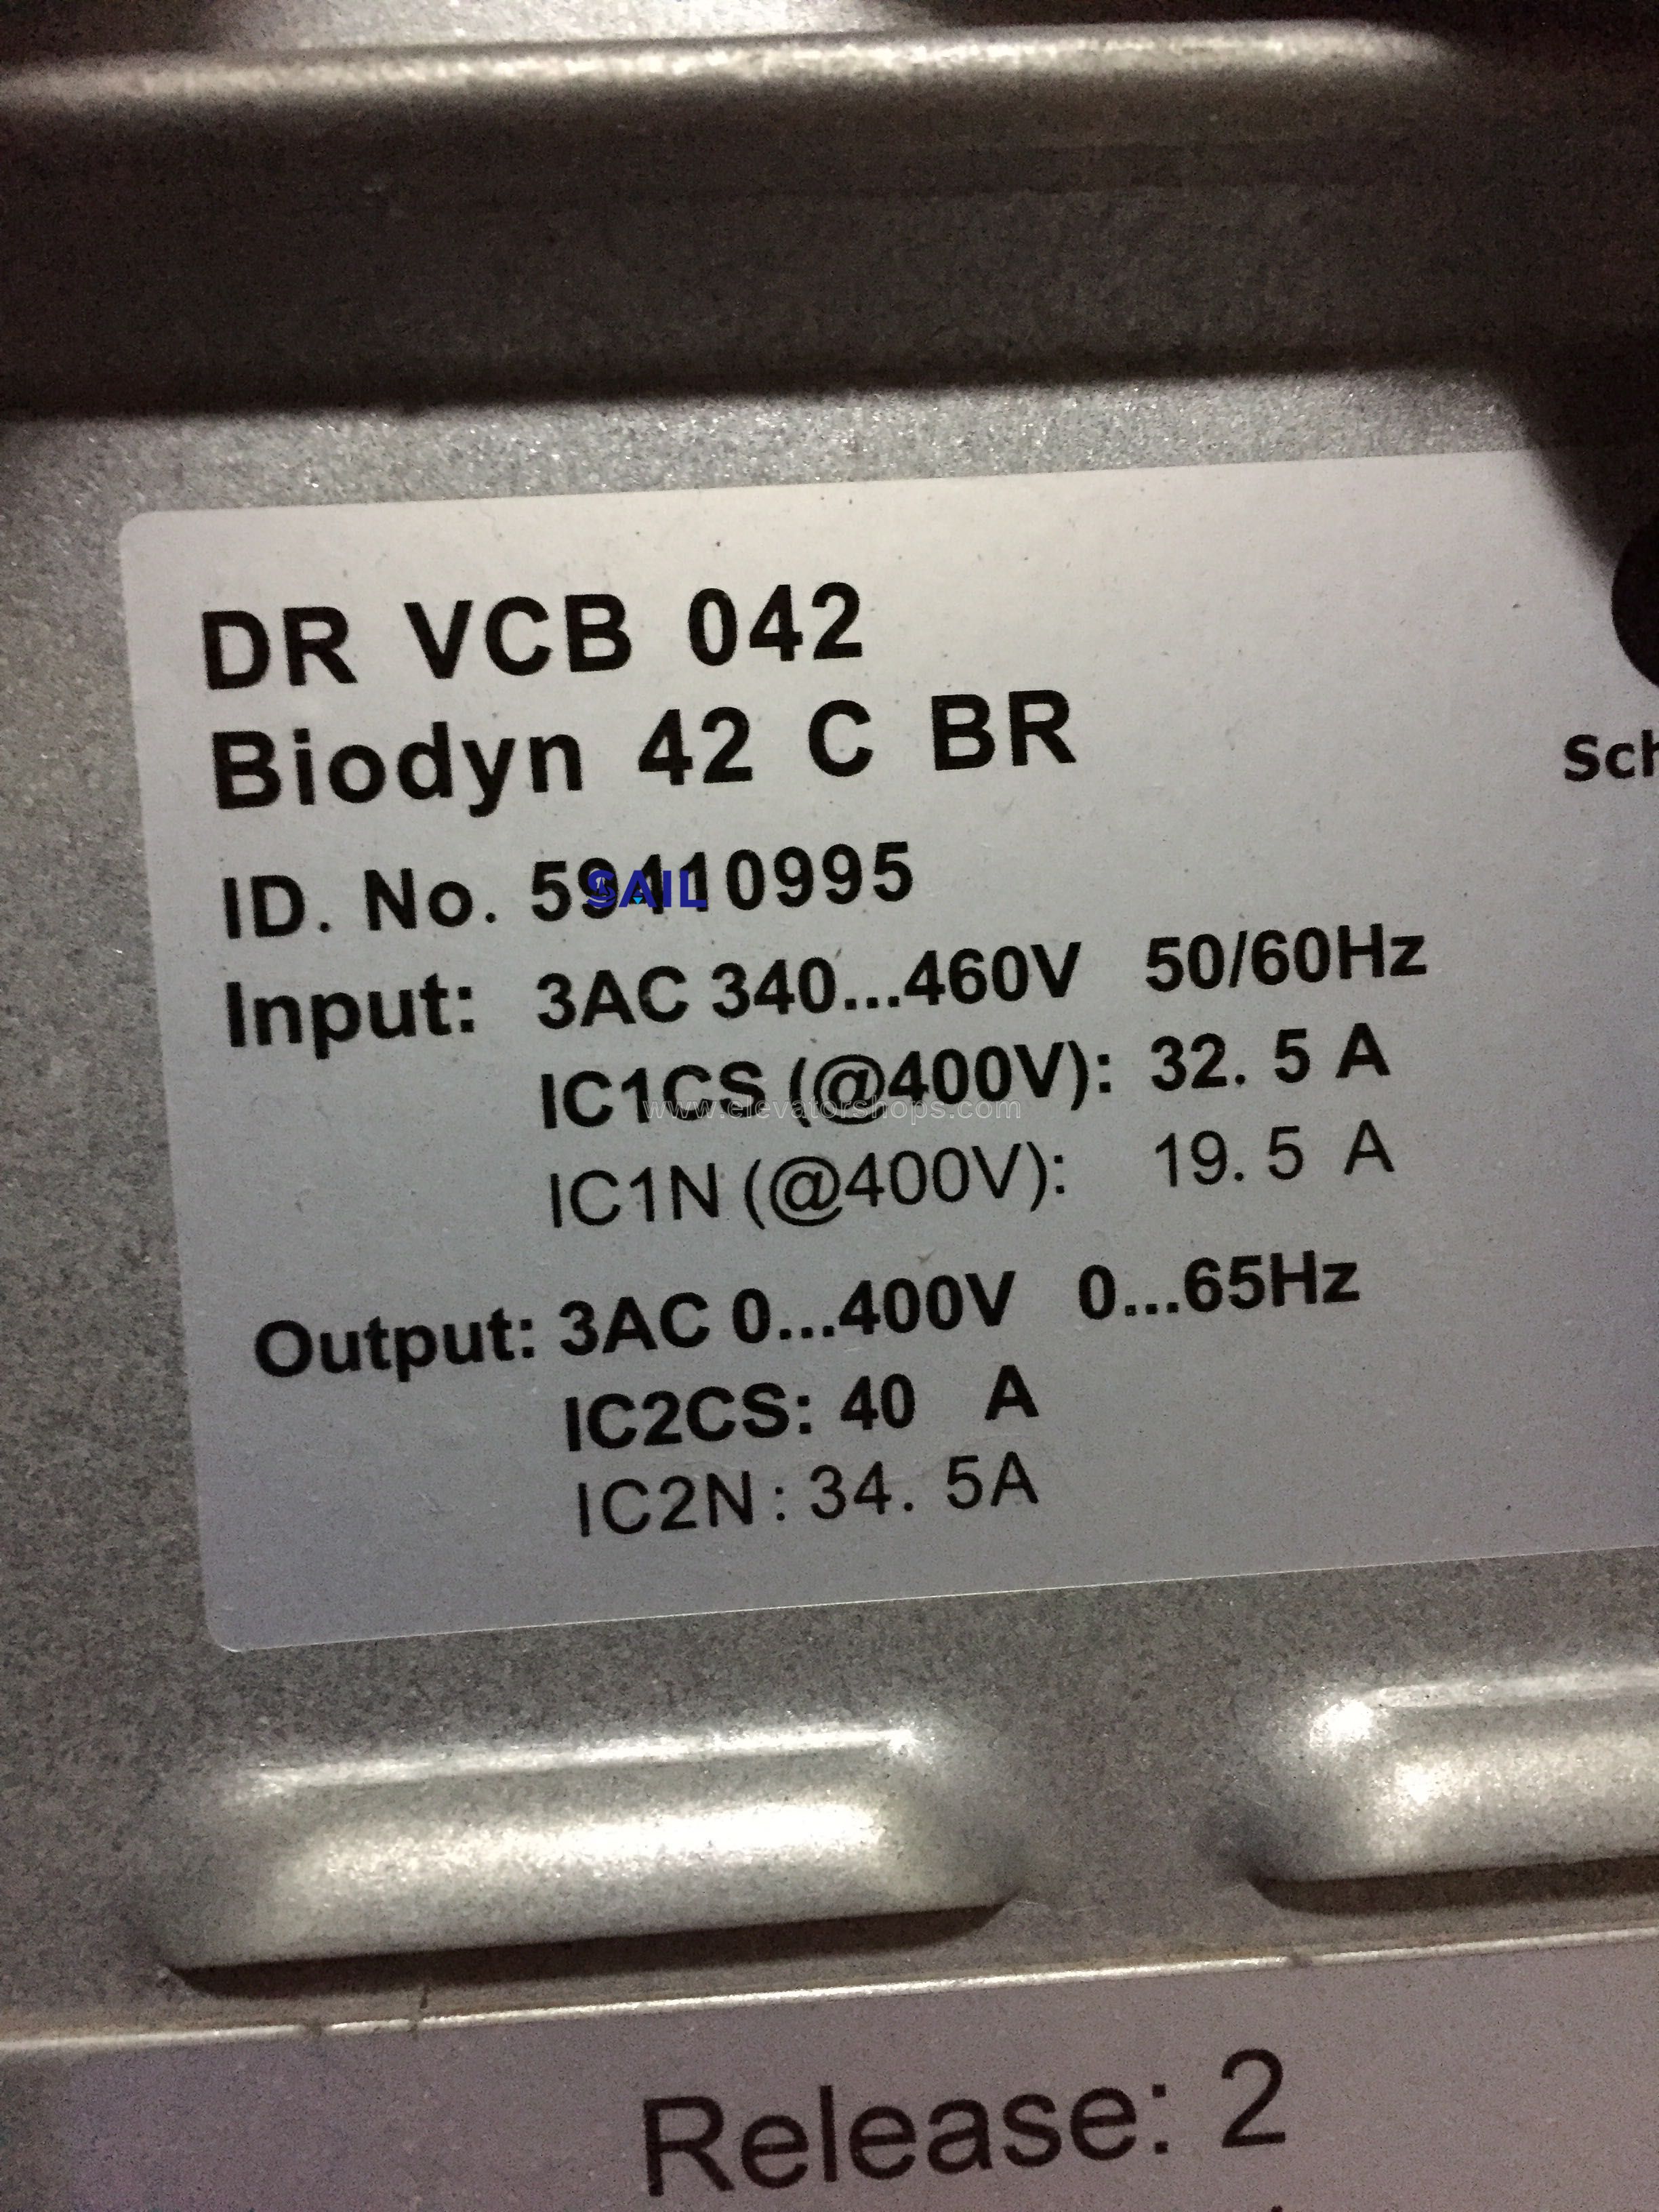 DR VCB 042
Biodyn 42 C BR
Sch
ID. No. 59110995
SAIL
Input: 3AC 340...460V 50/60Hz
IC1CS (@400V): 32. 5 A
www.elevatorshops.com
IC1N (@400V): 19. 5 A
Output: 3AC 0...400V 0...65Hz
IC2CS: 40 A
IC2N: 34. 5A
Release: 2